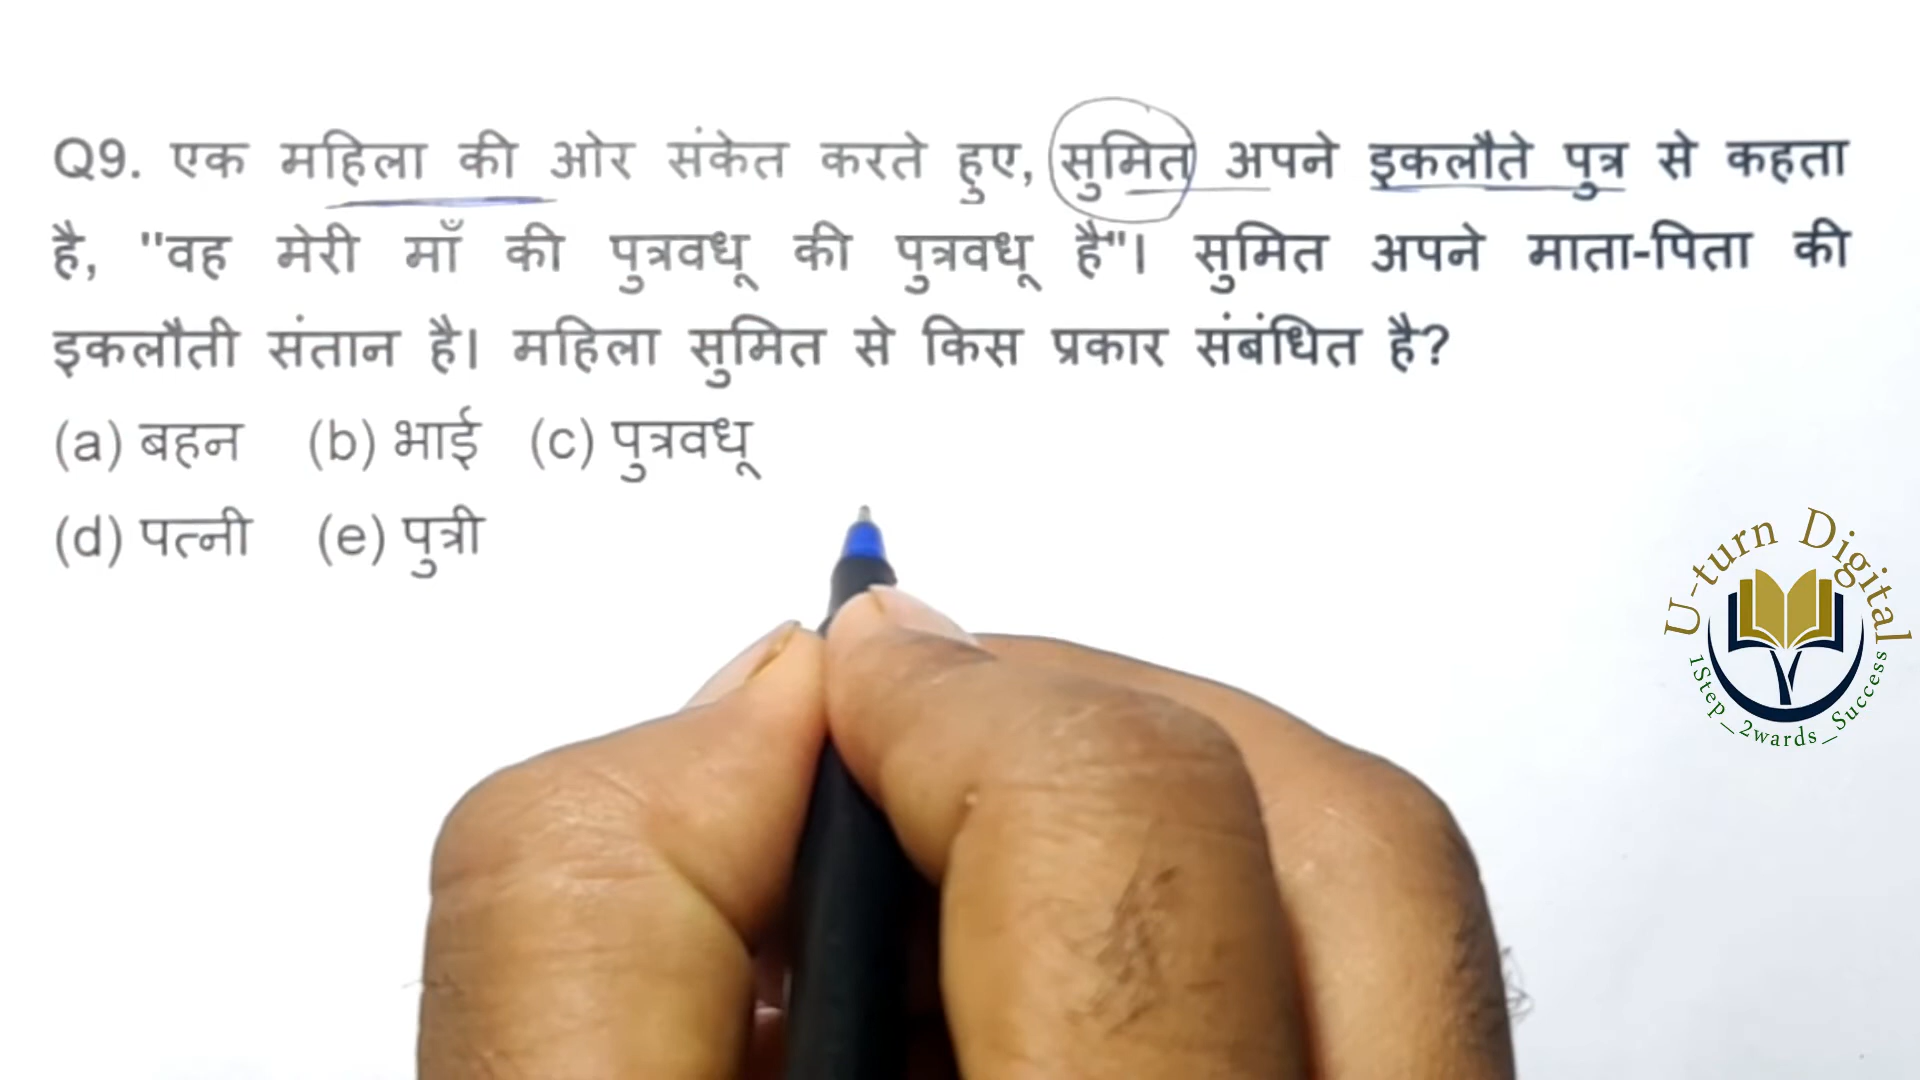 Q9. एक महिला की ओर संकेत करते हुए, सुमित अपने इकलौते पुत्र से कहता
है, "वह मेरी माँ की पुत्रवधू की पुत्रवधू है"। सुमित अपने माता-पिता की
इकलौती संतान है। महिला सुमित से किस प्रकार संबंधित है?
(a) बहन (b) भाई (c) पुत्रवधू
(d) पत्नी (e) पुत्री
U-turn Digital
1Step_2wards_Success